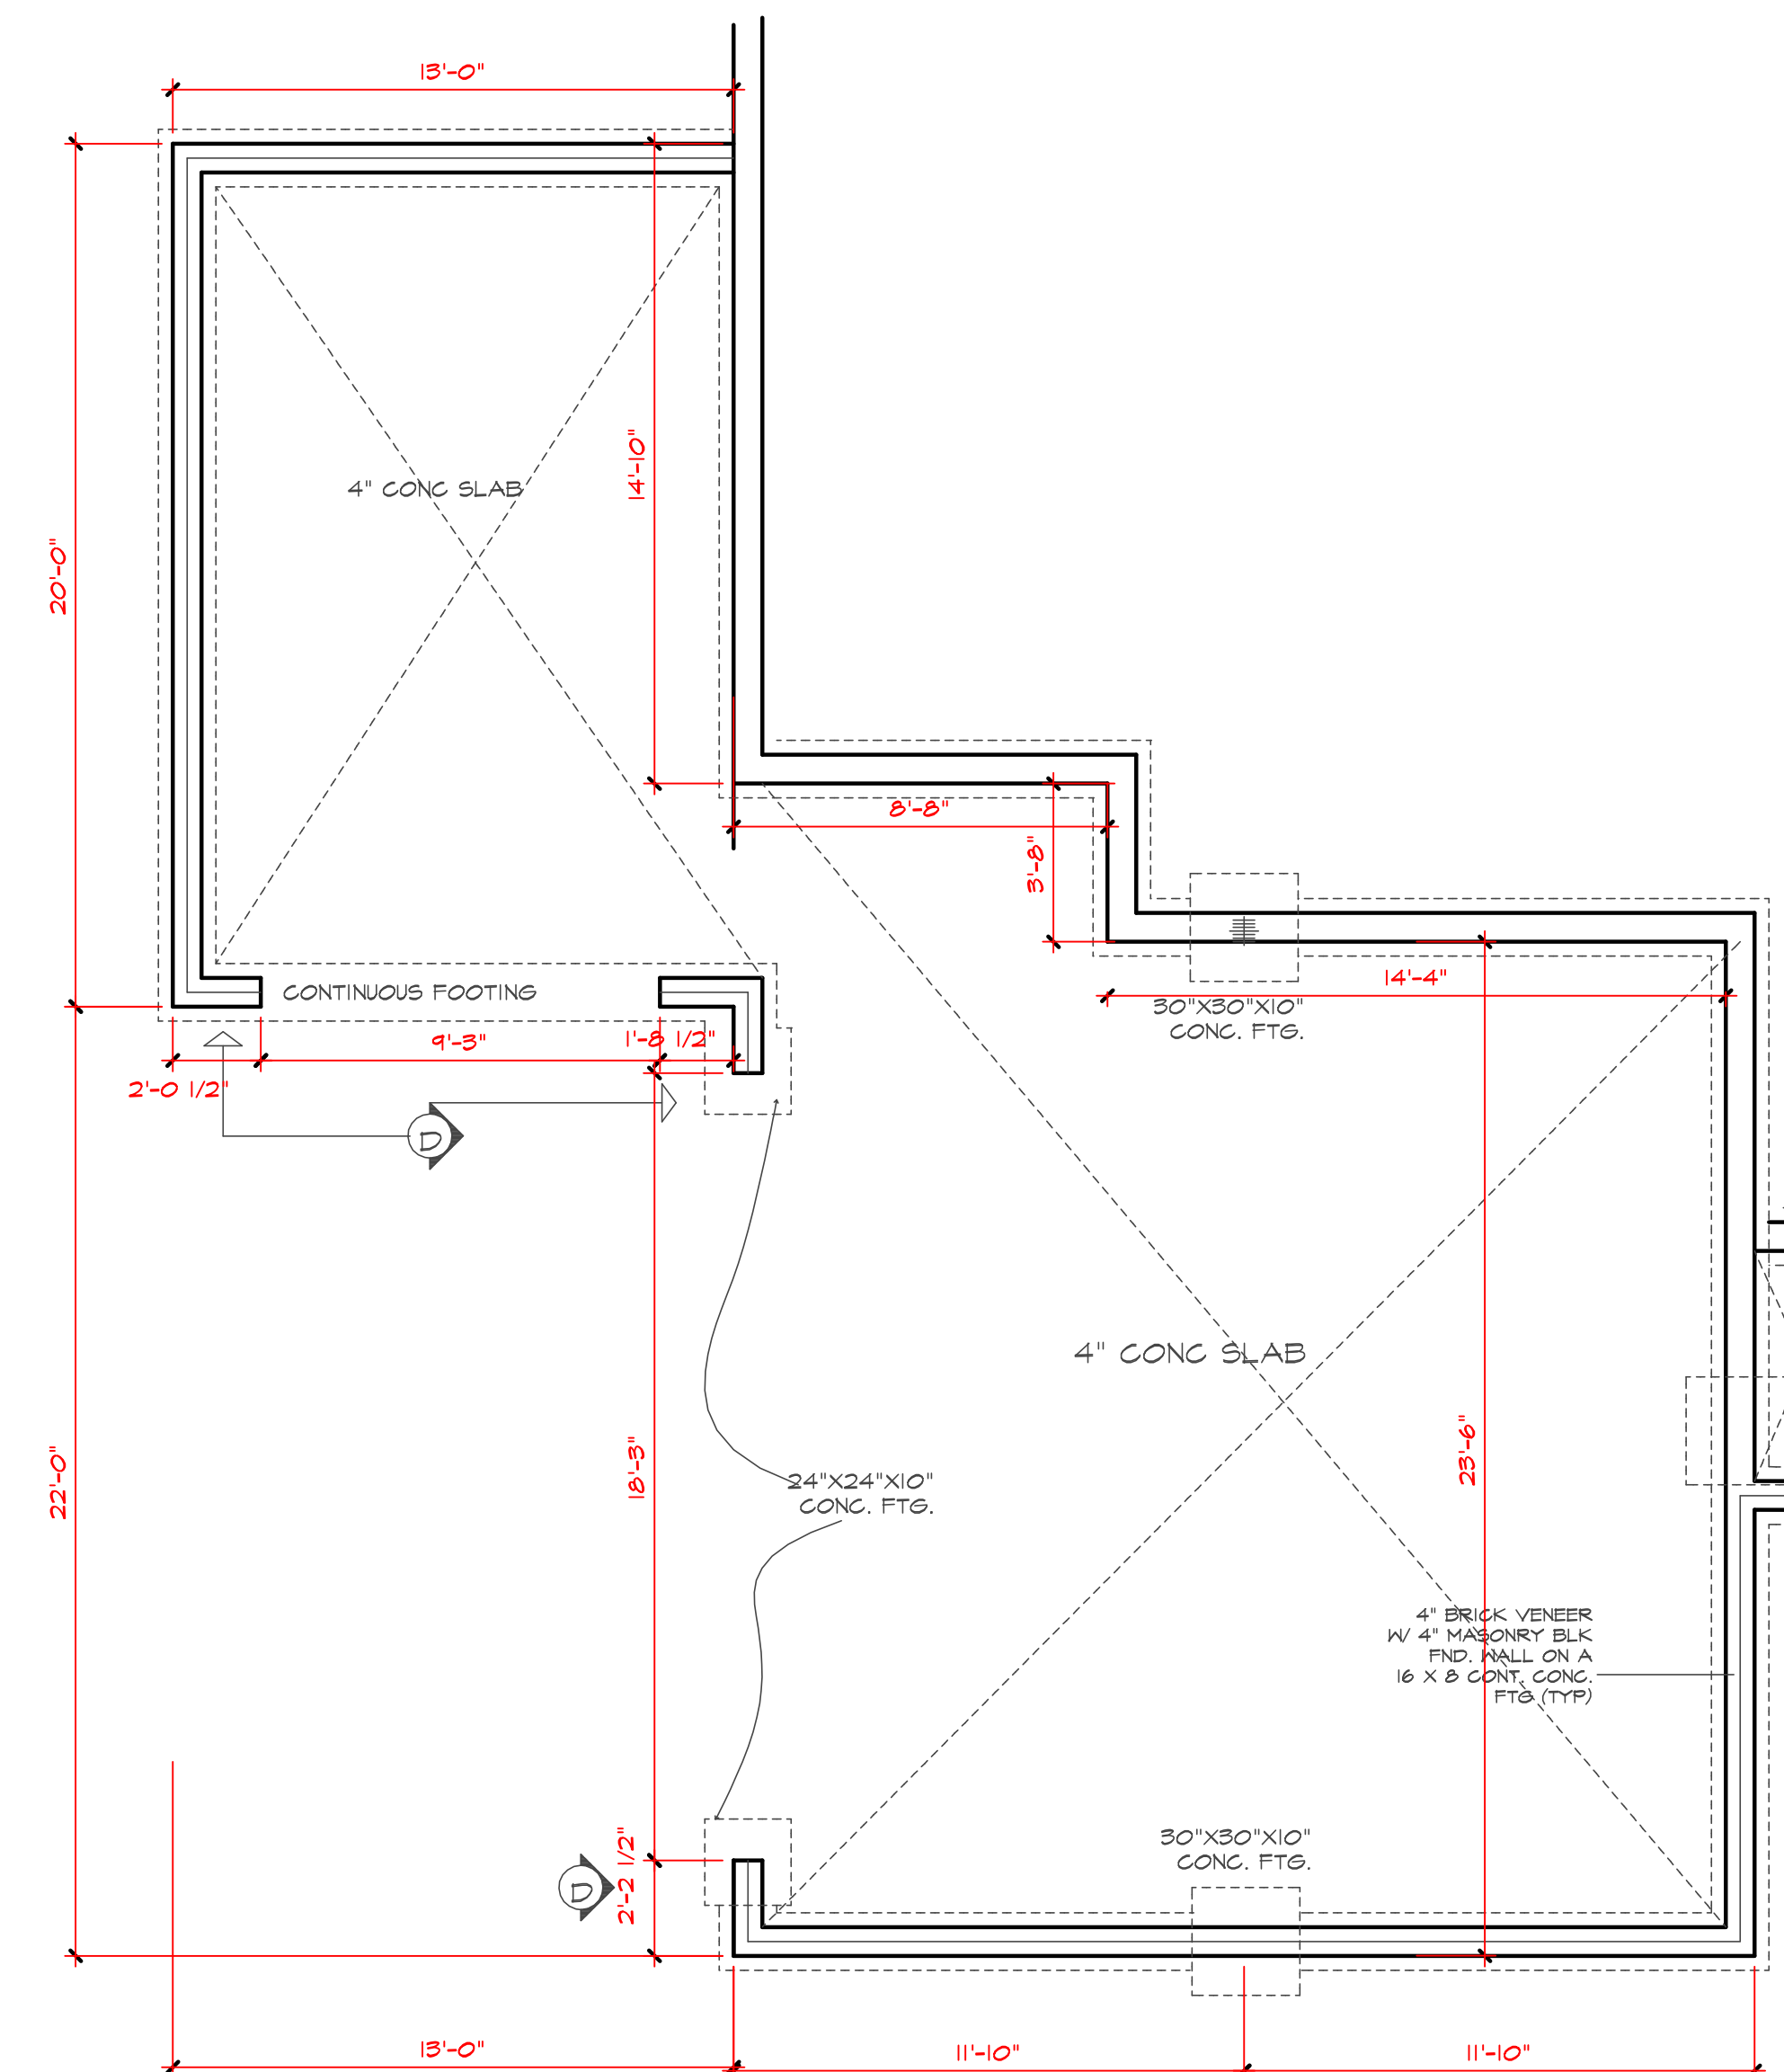 13'-0"
14'-10"
4" CONC SLAB
20'-0"
8'-8"
3'-8"
14'-4"
CONTINUOUS FOOTING
30"X30"X10"
CONC. FTG.
9'-3"
1'-8 1/2"
2'-0 1/2"
D
4" CONC SLAB
23'-6"
18'-3"
22'-0"
24"X24"X10"
CONC. FTG.
4" BRICK VENEER
W/ 4" MASONRY BLK
FND. WALL ON A
16 X 8 CONT. CONC.
FTG (TYP)
30"X30"X10"
CONC. FTG.
2'-2 1/2"
D
13'-0"
11'-10"
11'-10"